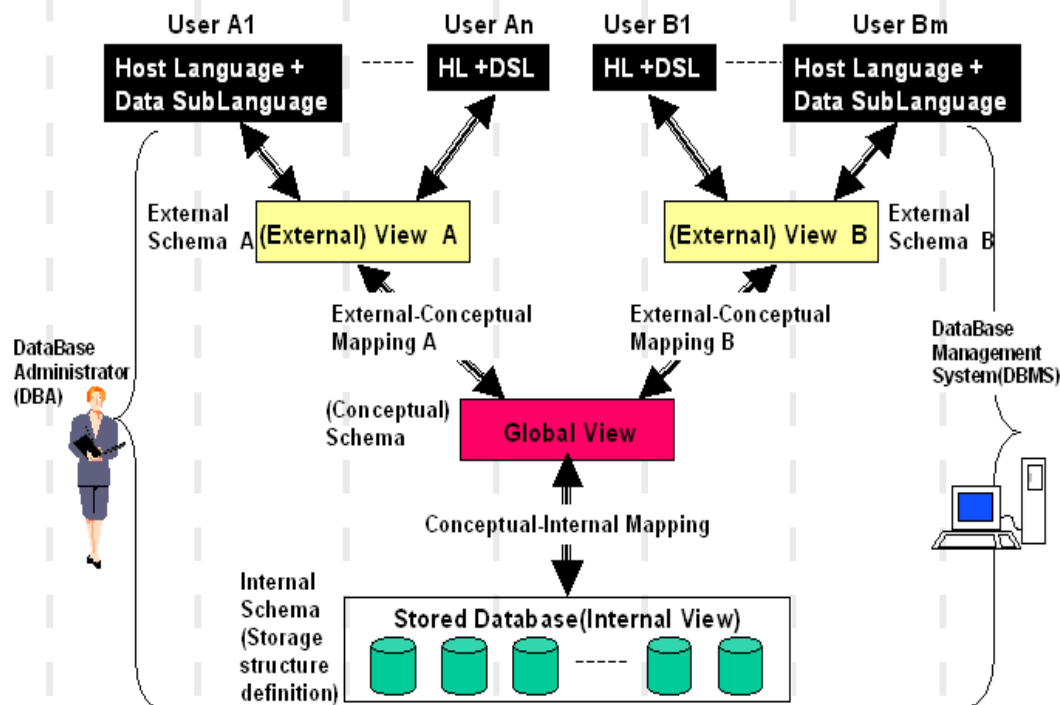 User A1
User An
User B1
User Bm
Host Language +
Data SubLanguage
HL +DSL
HL +DSL
Host Language +
Data SubLanguage
External
Schema A
(External) View A
(External) View B
External
Schema B
External-Conceptual
Mapping A
External-Conceptual
Mapping B
DataBase
Administrator
(DBA)
DataBase
Management
System(DBMS)
(Conceptual)
Schema
Global View
Conceptual-Internal Mapping
Internal
Schema
(Storage
structure
definition)
Stored Database(Internal View)